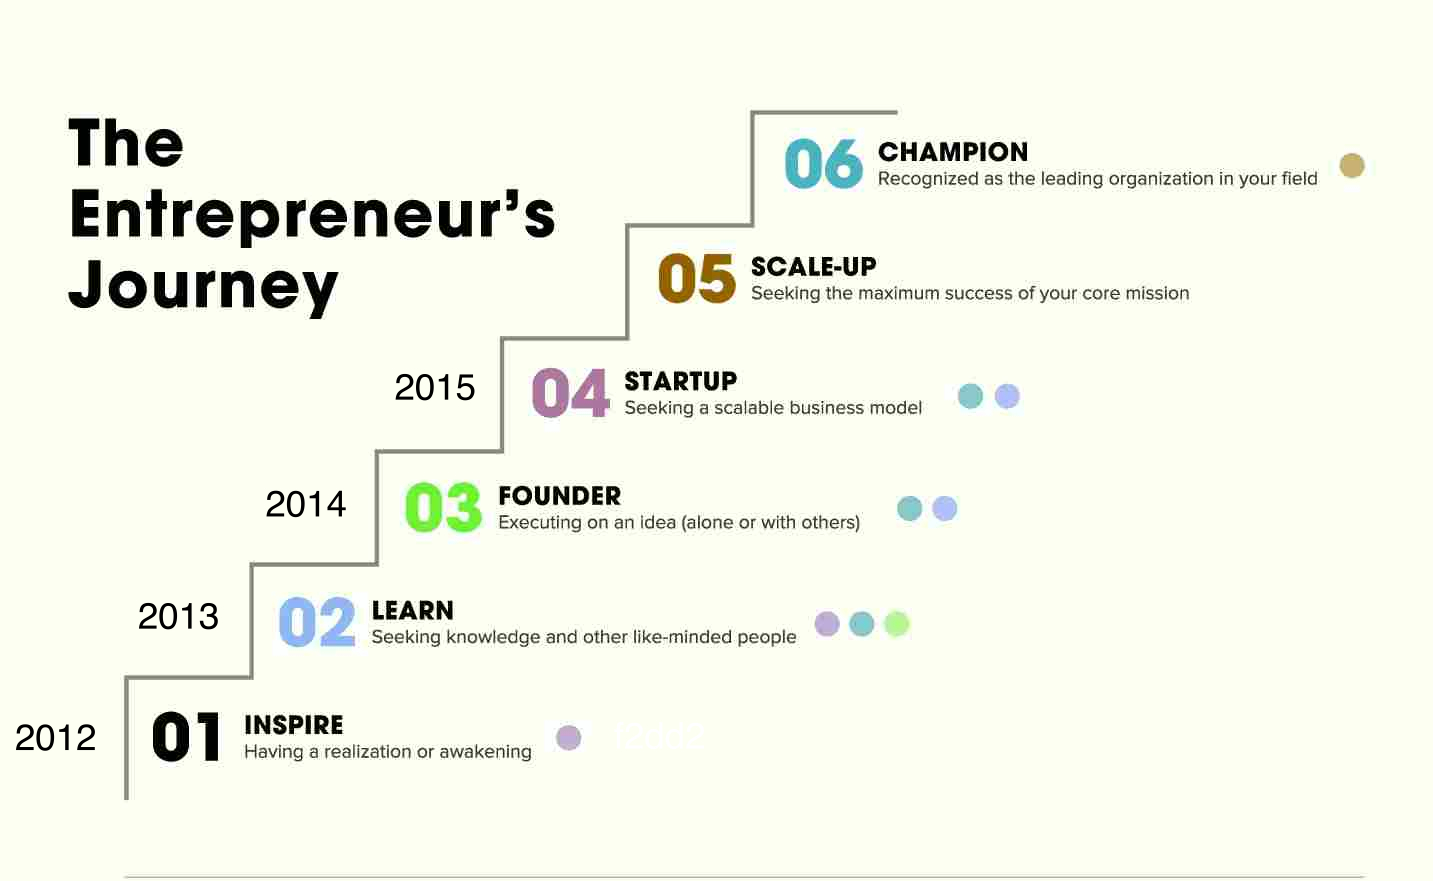 The
Entrepreneur's
Journey
06 CHAMPION
Recognized as the leading organization in your field
05 SCALE-UP
Seeking the maximum success of your core mission
2015
04 STARTUP
Seeking a scalable business model
2014
03 FOUNDER
Executing on an idea (alone or with others)
2013
02 LEARN
Seeking knowledge and other like-minded people
2012
01 INSPIRE
Having a realization or awakening